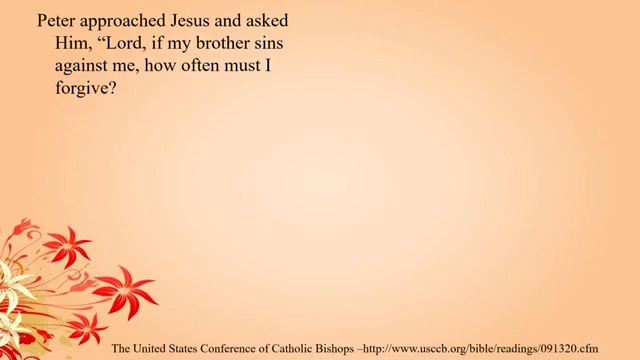 Peter approached Jesus and asked
Him, “Lord, if my brother sins
against me, how often must I
forgive?
The United States Conference of Catholic Bishops –http://www.usccb.org/bible/readings/091320.cfm